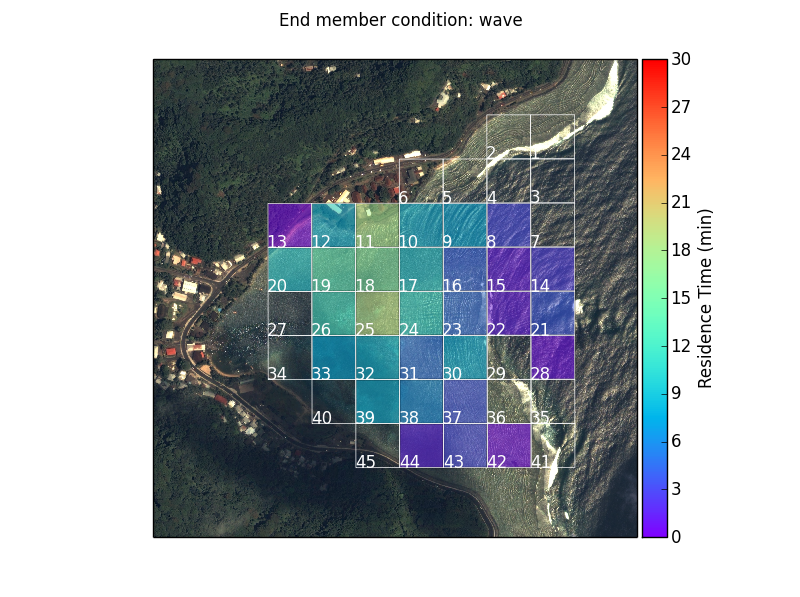 End member condition: wave
2 1
6 5 4 3
13 12 11 10 9 8 7
20 19 18 17 16 15 14
27 26 25 24 23 22 21
34 33 32 31 30 29 28
40 39 38 37 36 35
45 44 43 42 41
30
27
24
21
18
15
12
9
6
3
0
Residence Time (min)